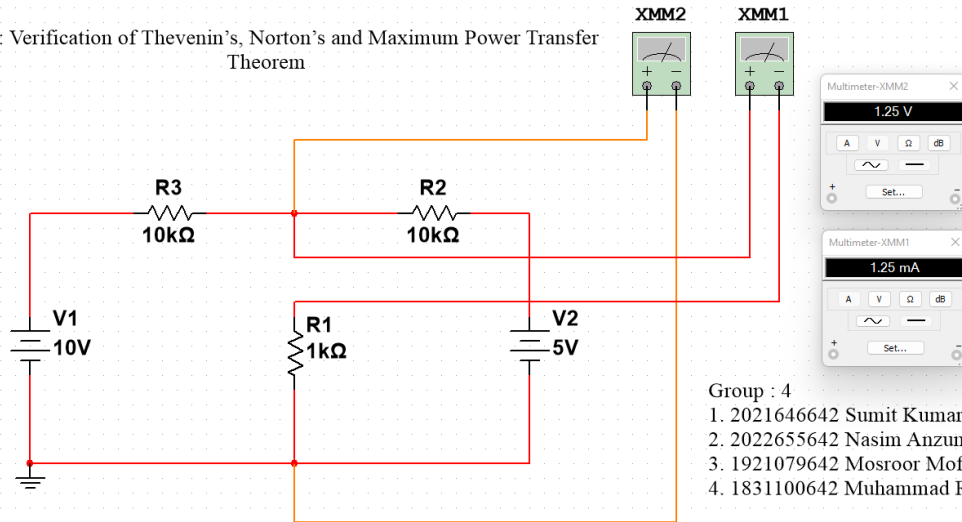 XMM2 XMM1
: Verification of Thevenin's, Norton's and Maximum Power Transfer
Theorem
Multimeter-XMM2
1.25 V
A V Ω dB
+ −
Set...
R3
10kΩ
R2
10kΩ
Multimeter-XMM1
1.25 mA
A V Ω dB
+ −
Set...
V1
10V
R1
1kΩ
V2
5V
Group : 4
1. 2021646642 Sumit Kumar
2. 2022655642 Nasim
3. 1921079642 Mosroor
4. 1831100642 Muhammad